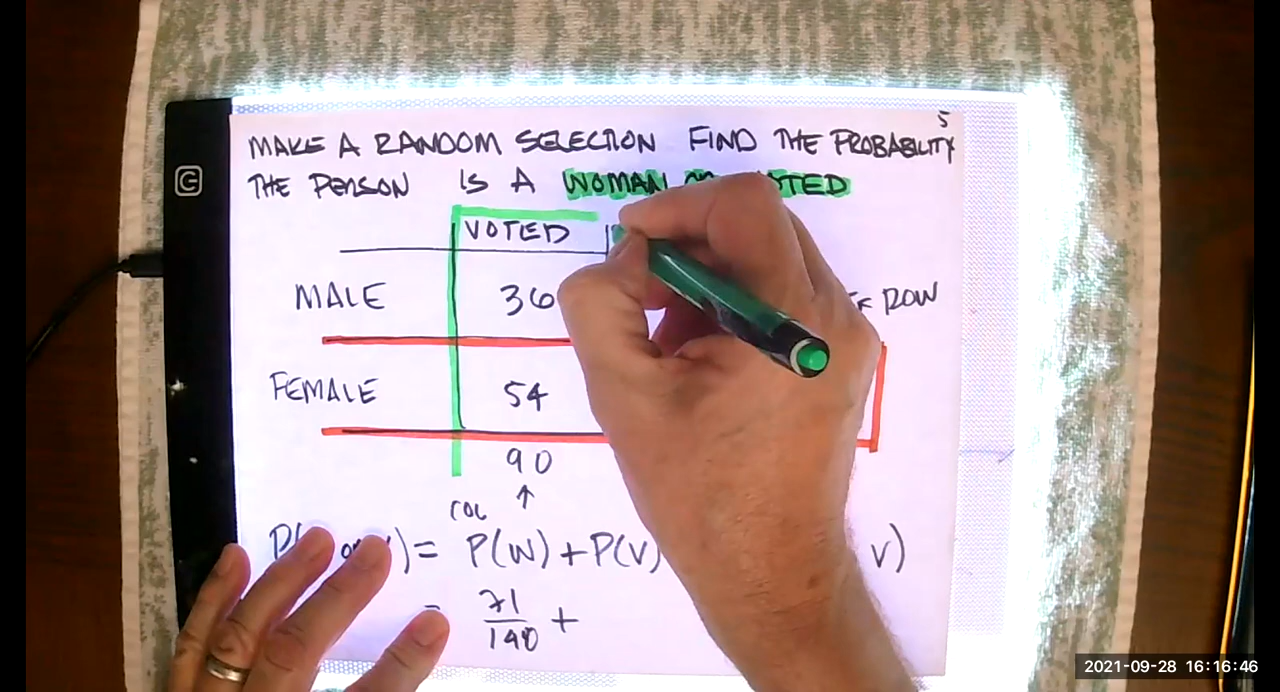 5
MAKE A RANDOM SELECTION FIND THE PROBABILITY
THE PERSON IS A WOMAN
VOTED
MALE 36 ROW
FEMALE 54
90
COL ↑
= P(W) + P(V) V)
= 71/140 +
2021-09-28 16:16:46